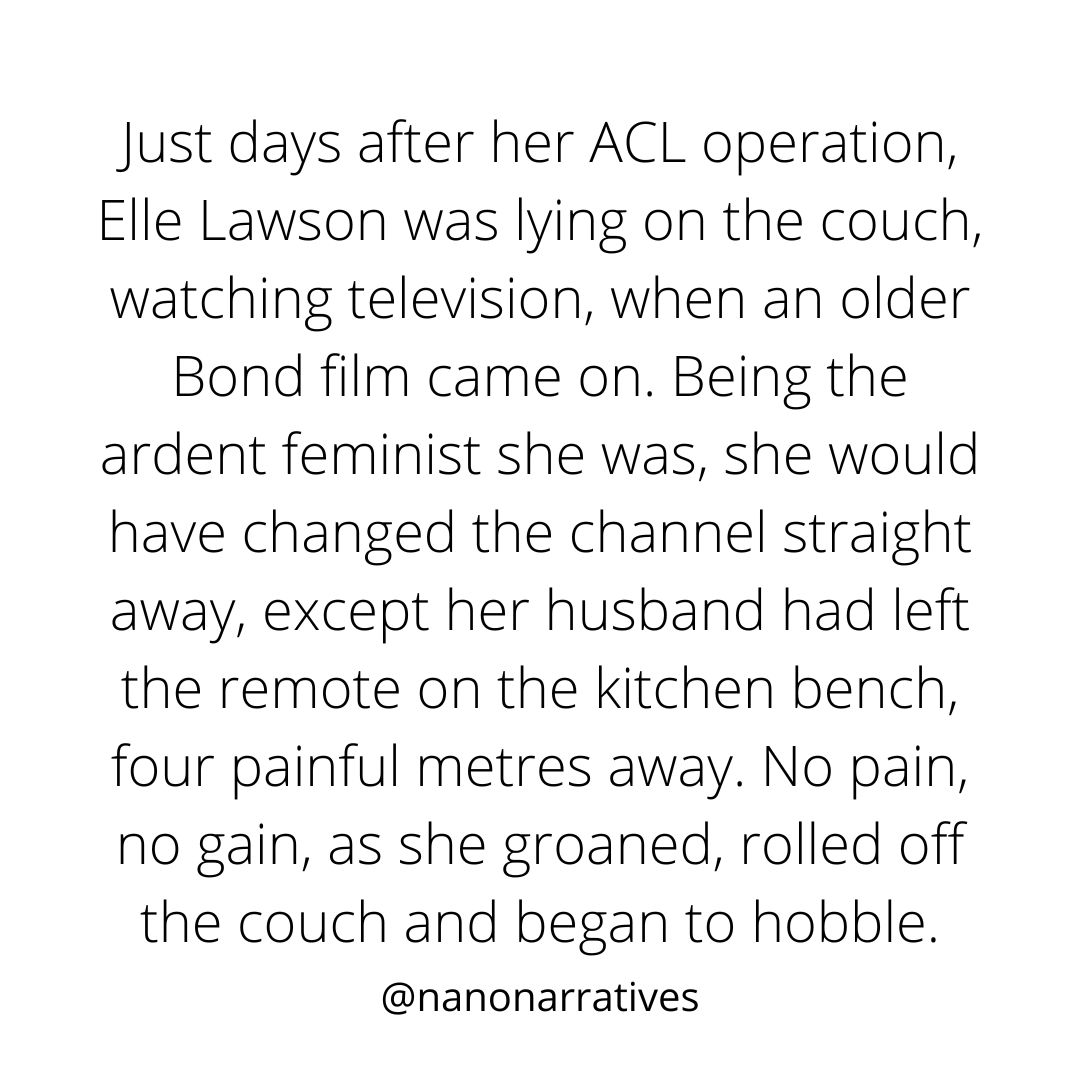 Just days after her ACL operation,
Elle Lawson was lying on the couch,
watching television, when an older
Bond film came on. Being the
ardent feminist she was, she would
have changed the channel straight
away, except her husband had left
the remote on the kitchen bench,
four painful metres away. No pain,
no gain, as she groaned, rolled off
the couch and began to hobble.
@nanonarratives